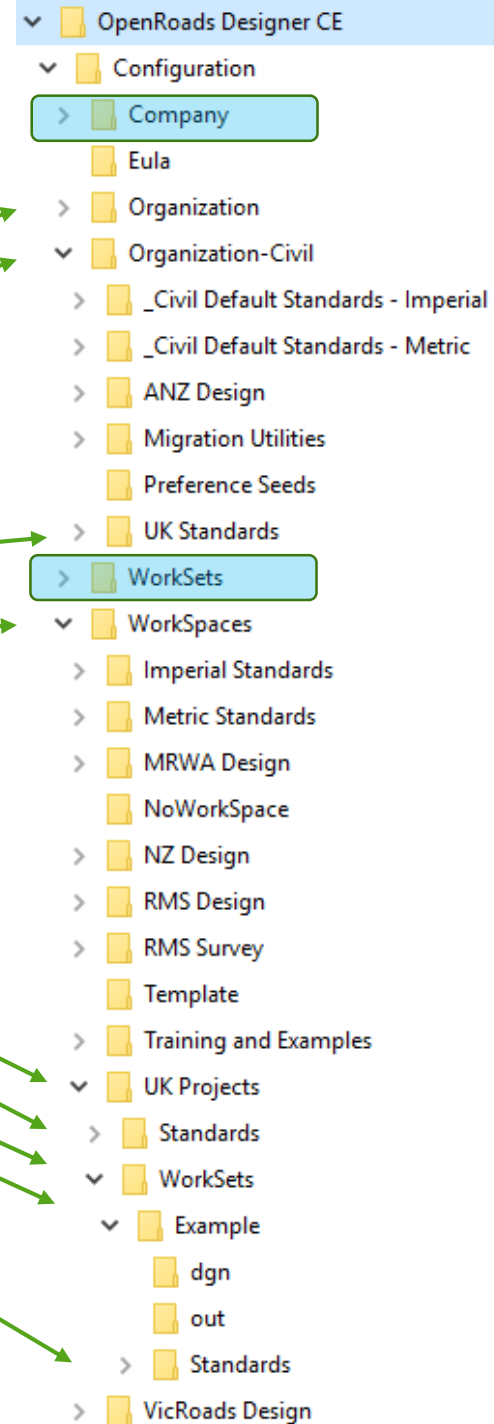 OpenRoads Designer CE
Configuration
Company
Eula
Organization
Organization-Civil
_Civil Default Standards - Imperial
_Civil Default Standards - Metric
ANZ Design
Migration Utilities
Preference Seeds
UK Standards
WorkSets
WorkSpaces
Imperial Standards
Metric Standards
MRWA Design
NoWorkSpace
NZ Design
RMS Design
RMS Survey
Template
Training and Examples
UK Projects
Standards
WorkSets
Example
dgn
out
Standards
VicRoads Design